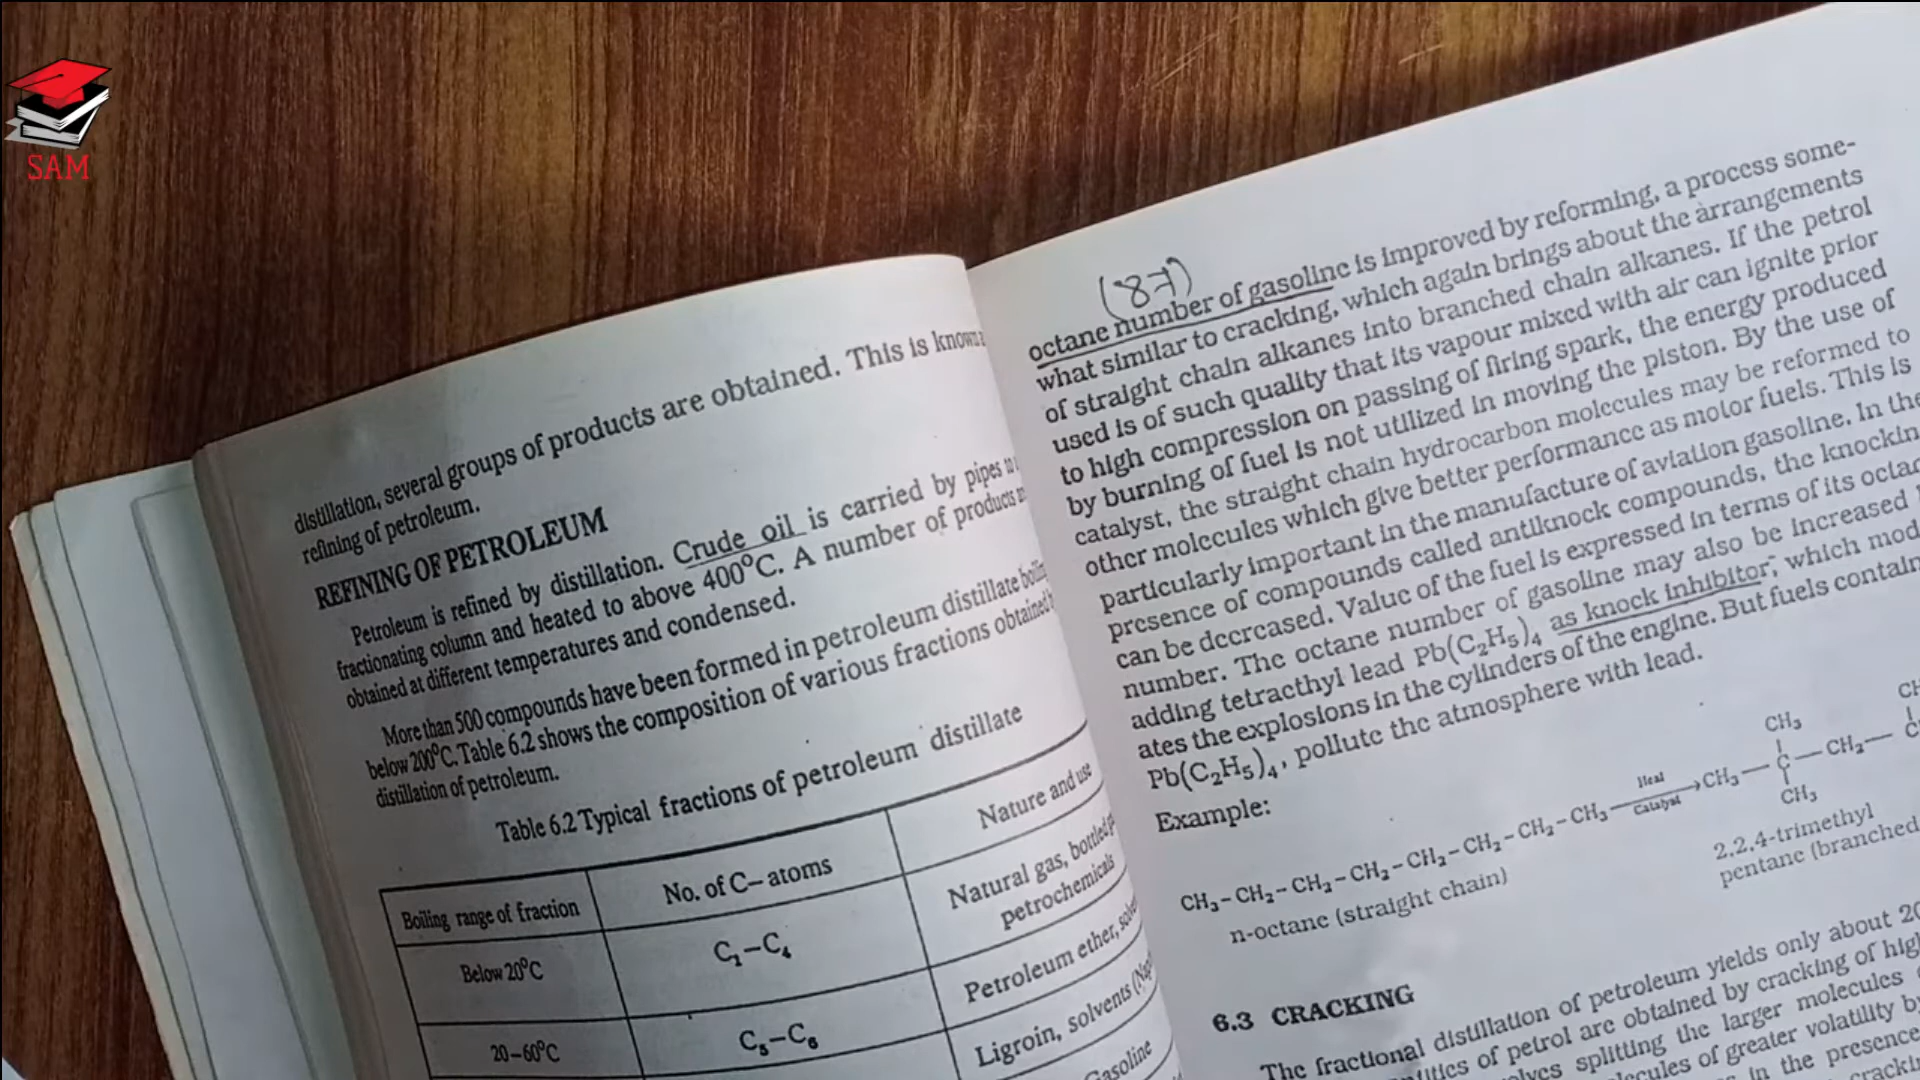 SAM
distillation, several groups of products are obtained. This is known
refining of petroleum.
REFINING OF PETROLEUM
Petroleum is refined by distillation. Crude oil is carried by pipes to
fractionating column and heated to above 400°C. A number of products
obtained at different temperatures and condensed.
More than 500 compounds have been formed in petroleum distillate
below 200°C. Table 6.2 shows the composition of various fractions obtained
distillation of petroleum.
Table 6.2 Typical fractions of petroleum distillate
Boiling range of fraction No. of C– atoms Nature and use
Below 20°C C₁–C₄ Natural gas, bottled
petrochemicals
20–60°C C₅–C₆ Petroleum ether,
Ligroin, solvents
Gasoline
(87)
octane number of gasoline is improved by reforming, a process some-
what similar to cracking, which again brings about the arrangements
of straight chain alkanes into branched chain alkanes. If the petrol
used is of such quality that its vapour mixed with air can ignite prior
to high compression on passing of firing spark, the energy produced
by burning of fuel is not utilized in moving the piston. By the use of
catalyst, the straight chain hydrocarbon molecules may be reformed to
other molecules which give better performance as motor fuels. This is
particularly important in the manufacture of aviation gasoline. In the
presence of compounds called antiknock compounds, the
can be decreased. Value of the fuel is expressed in terms of its
number. The octane number of gasoline may also be increased
adding tetraethyl lead Pb(C₂H₅)₄ as knock inhibitor, which
ates the explosions in the cylinders of the engine. But fuels
Pb(C₂H₅)₄, pollute the atmosphere with lead.
Example:
CH₃
CH₃–CH₂–CH₂–CH₂–CH₂–CH₂–CH₂–CH₃ Heat Catalyst → CH₃–C–CH₂–
CH₃
n-octane (straight chain) 2,2,4-trimethyl
pentane (branched
6.3 CRACKING
The fractional distillation of petroleum yields only about
of petrol are obtained by cracking of
splitting the larger molecules
of greater volatility
in the presence